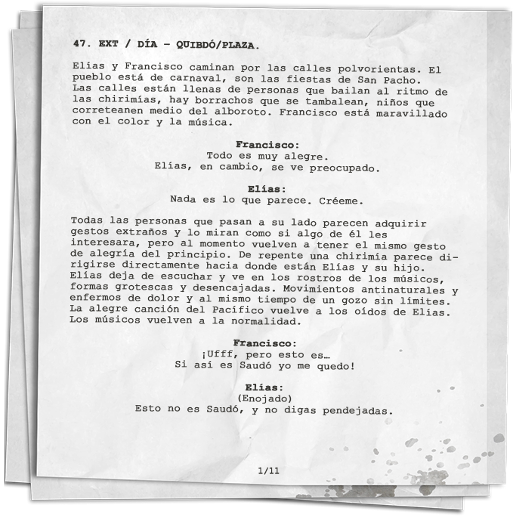 47. EXT / DÍA – QUIBDÓ/PLAZA.
Elías y Francisco caminan por las calles polvorientas. El
pueblo está de carnaval, son las fiestas de San Pacho.
Las calles están llenas de personas que bailan al ritmo de
las chirimías, hay borrachos que se tambalean, niños que
correteanen medio del alboroto. Francisco está maravillado
con el color y la música.
Francisco:
Todo es muy alegre.
Elías, en cambio, se ve preocupado.
Elías:
Nada es lo que parece. Créeme.
Todas las personas que pasan a su lado parecen adquirir
gestos extraños y lo miran como si algo de él les
interesara, pero al momento vuelven a tener el mismo gesto
de alegría del principio. De repente una chirimía parece di-
rigirse directamente hacia donde están Elías y su hijo.
Elías deja de escuchar y ve en los rostros de los músicos,
formas grotescas y desencajadas. Movimientos antinaturales y
enfermos de dolor y al mismo tiempo de un gozo sin límites.
La alegre canción del Pacífico vuelve a los oídos de Elías.
Los músicos vuelven a la normalidad.
Francisco:
¡Ufff, pero esto es…
Si así es Saudó yo me quedo!
Elías:
(Enojado)
Esto no es Saudó, y no digas pendejadas.
1/11